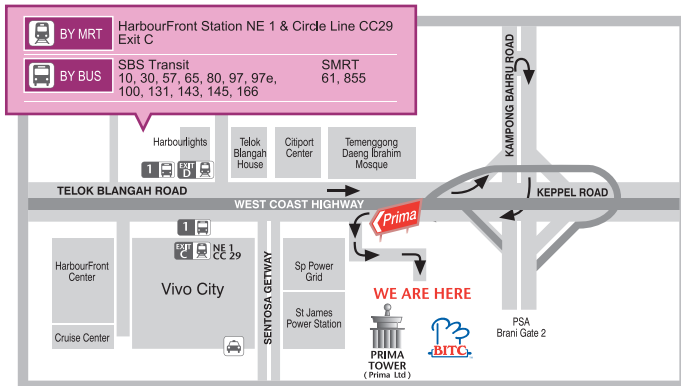 BY MRT
HarbourFront Station NE 1 & Circle Line CC29
Exit C
BY BUS
SBS Transit
10, 30, 57, 65, 80, 97, 97e,
100, 131, 143, 145, 166
SMRT
61, 855
KAMPONG BAHRU ROAD
Harbourlights
1
EXIT
D
Telok
Blangah
House
Citiport
Center
Temenggong
Daeng Ibrahim
Mosque
TELOK BLANGAH ROAD
KEPPEL ROAD
WEST COAST HIGHWAY
Prima
1
EXIT
C
NE 1
CC 29
HarbourFront
Center
Vivo City
Cruise Center
SENTOSA GETWAY
Sp Power
Grid
St James
Power Station
WE ARE HERE
PRIMA
TOWER
( Prima Ltd )
BITC
PSA
Brani Gate 2